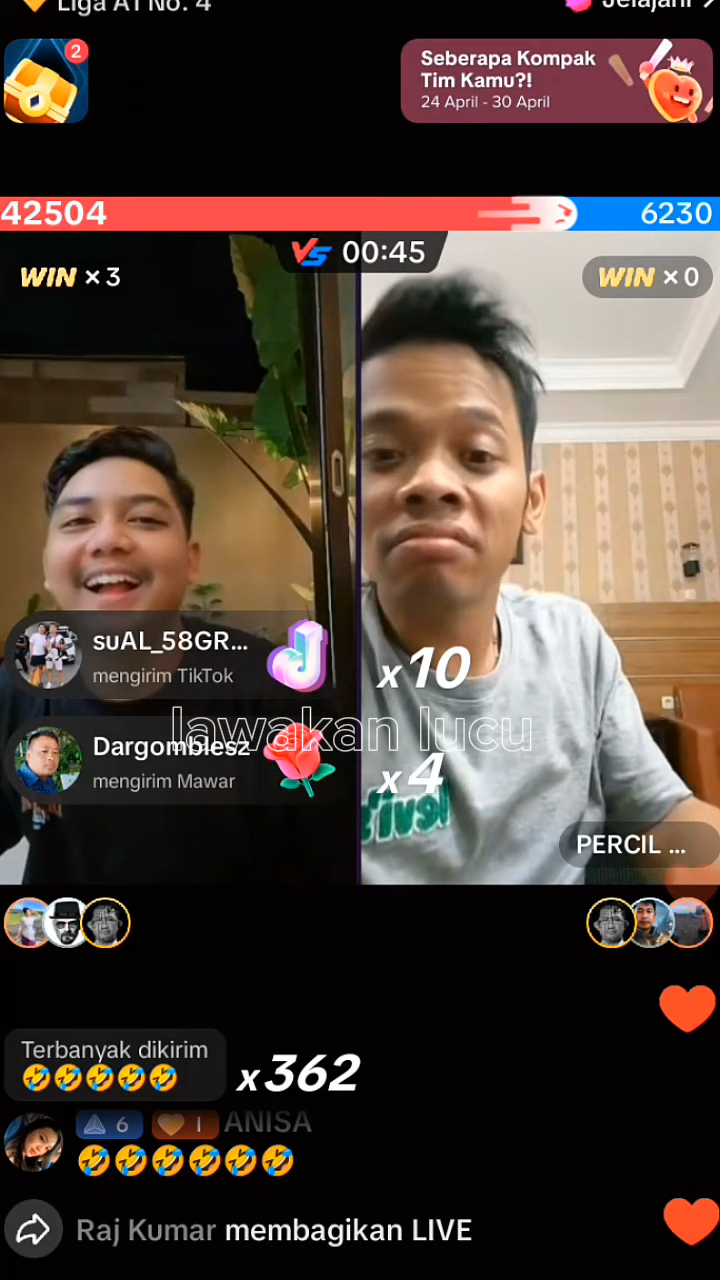 Liga A1 No. 4
Jelajahi
2
Seberapa Kompak
Tim Kamu?!
24 April - 30 April
42504
6230
VS 00:45
WIN ×3
WIN ×0
suAL_58GR...
mengirim TikTok
x10
lawakan lucu
Dargomblesz
mengirim Mawar
x4
PERCIL ...
Terbanyak dikirim
x362
6
I
ANISA
Raj Kumar membagikan LIVE